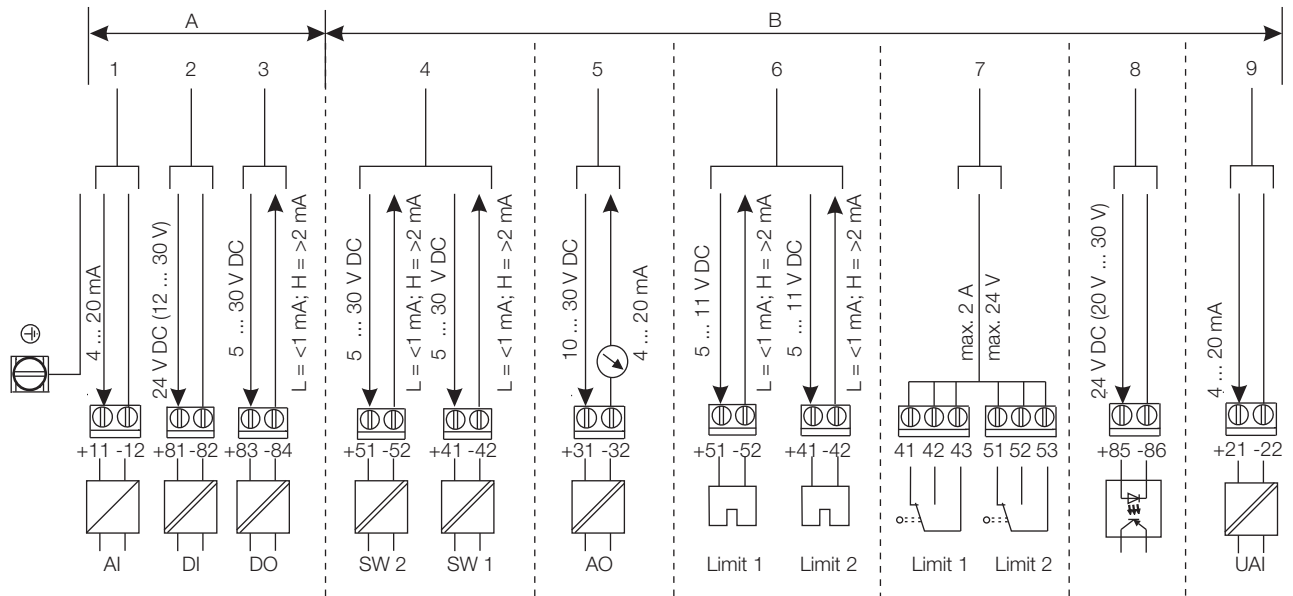 A
B
1
2
3
4
5
6
7
8
9
4 ... 20 mA
24 V DC (12 ... 30 V)
5 ... 30 V DC
L = <1 mA; H = >2 mA
5 ... 30 V DC
L = <1 mA; H = >2 mA
5 ... 30 V DC
L = <1 mA; H = >2 mA
10 ... 30 V DC
4 ... 20 mA
5 ... 11 V DC
L = <1 mA; H = >2 mA
5 ... 11 V DC
L = <1 mA; H = >2 mA
max. 2 A
max. 24 V
24 V DC (20 V ... 30 V)
4 ... 20 mA
+11 -12
+81 -82
+83 -84
+51 -52
+41 -42
+31 -32
+51 -52
+41 -42
41 42 43
51 52 53
+85 -86
+21 -22
AI
DI
DO
SW 2
SW 1
AO
Limit 1
Limit 2
Limit 1
Limit 2
UAI